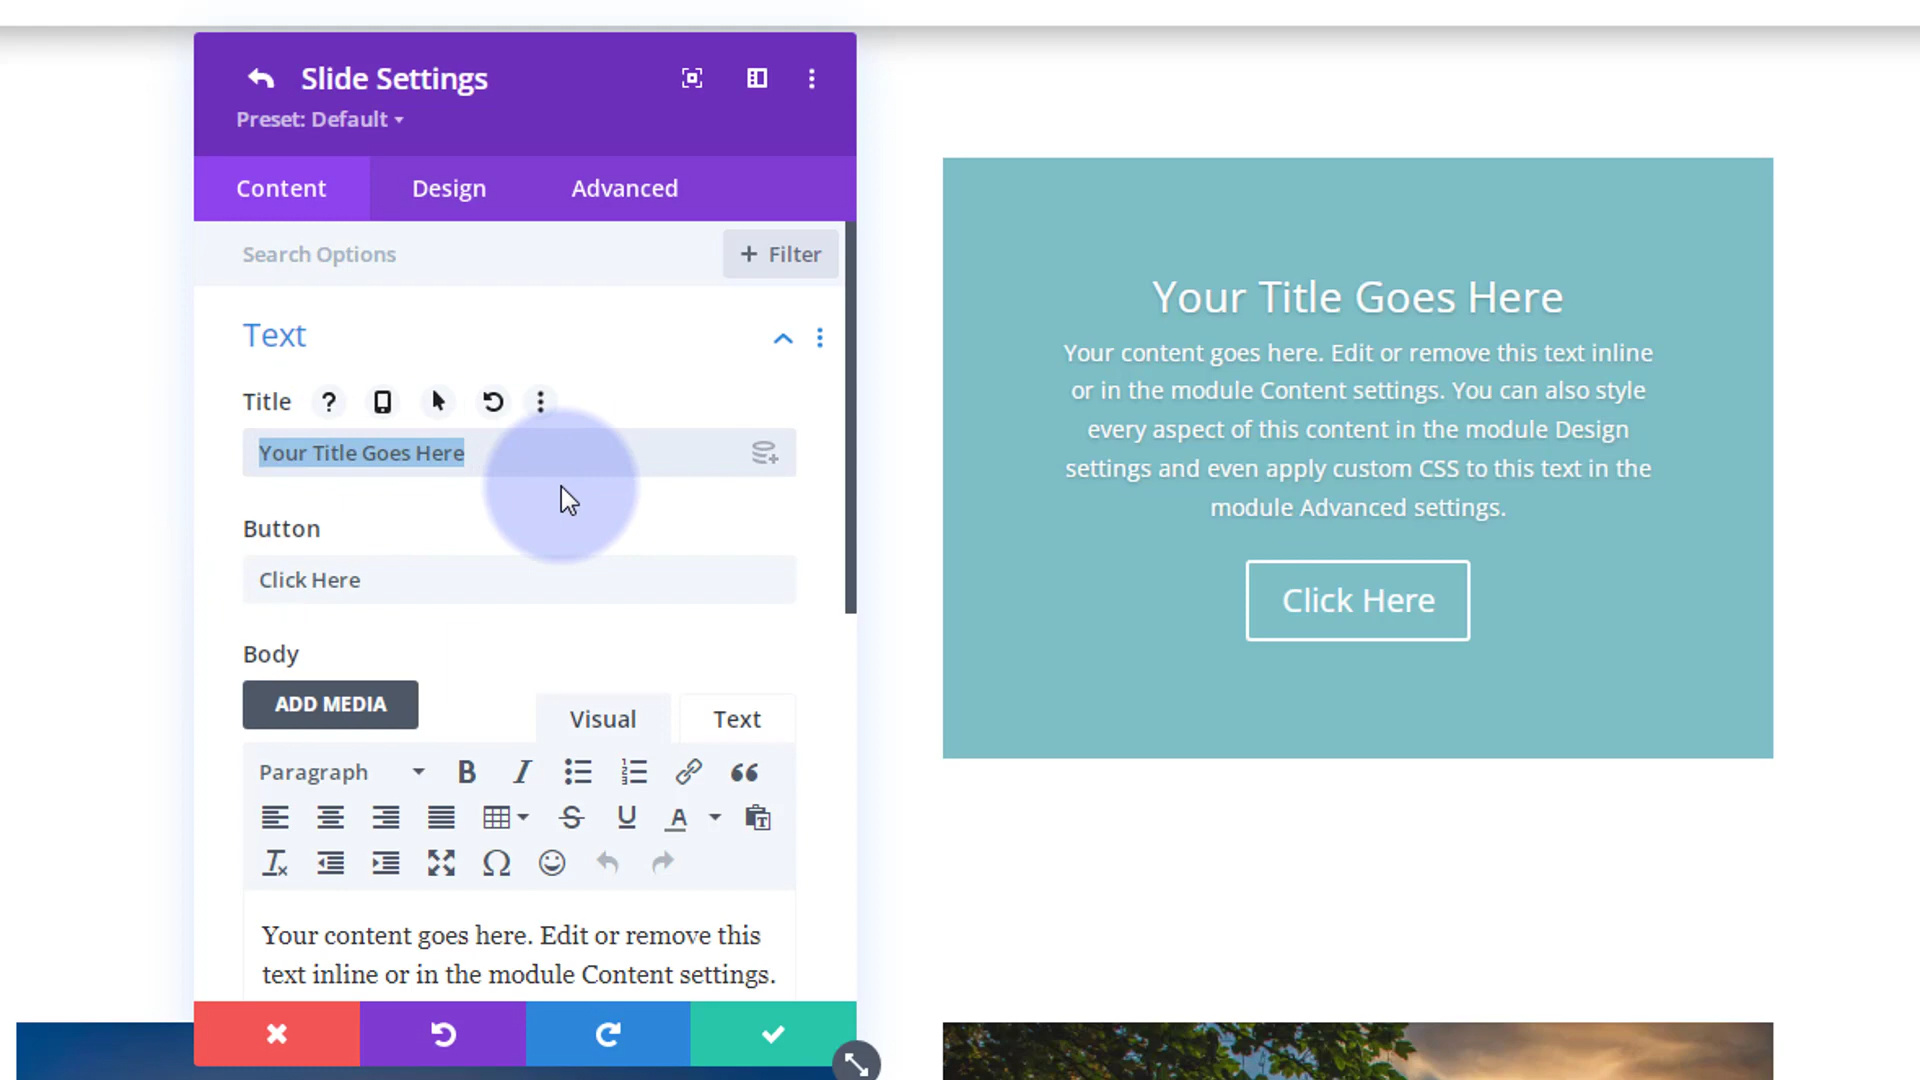 Slide Settings
Preset: Default
Content
Design
Advanced
Search Options
+ Filter
Text
Title
?
Your Title Goes Here
Button
Click Here
Body
ADD MEDIA
Visual
Text
Paragraph
Your content goes here. Edit or remove this
text inline or in the module Content settings.
Your Title Goes Here
Your content goes here. Edit or remove this text inline
or in the module Content settings. You can also style
every aspect of this content in the module Design
settings and even apply custom CSS to this text in the
module Advanced settings.
Click Here